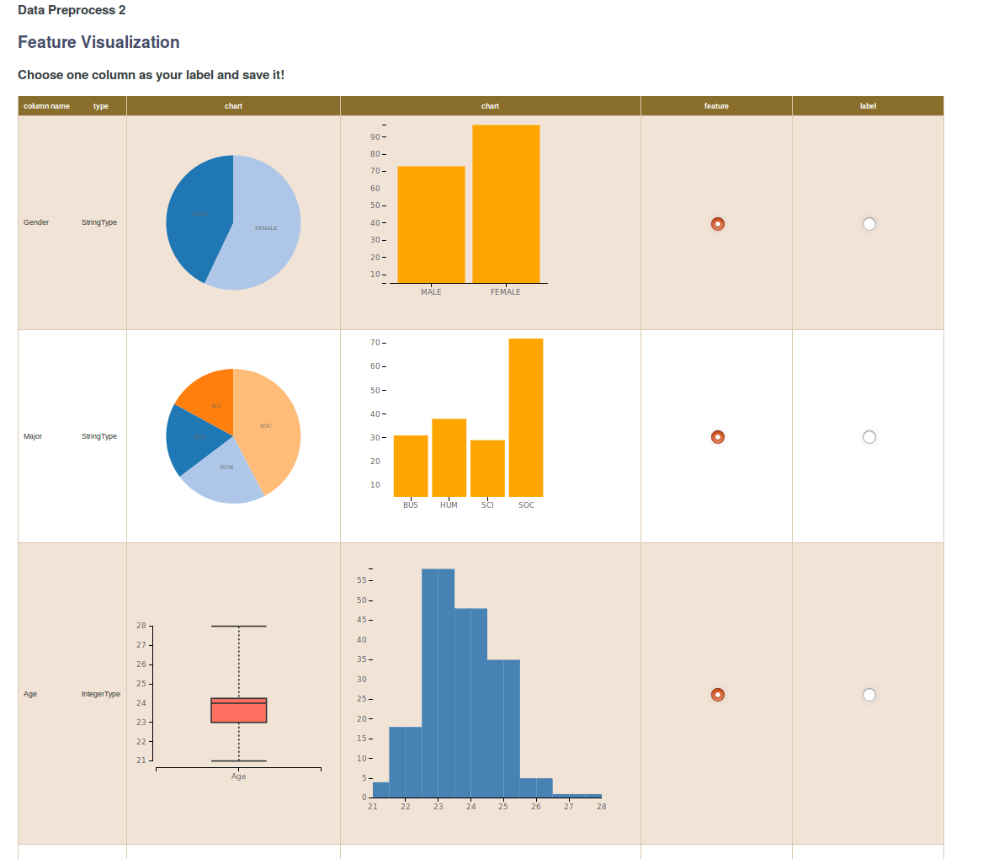 Data Preprocess 2
Feature Visualization
Choose one column as your label and save it!
column name type chart chart feature label
Gender StringType
FEMALE
90
80
70
60
50
40
30
20
10
MALE FEMALE
Major StringType
SCI
SOC
HUM
70
60
50
40
30
20
10
BUS HUM SCI SOC
Age IntegerType
28
27
26
25
24
23
22
21
Age
55
50
45
40
35
30
25
20
15
10
5
0
21 22 23 24 25 26 27 28